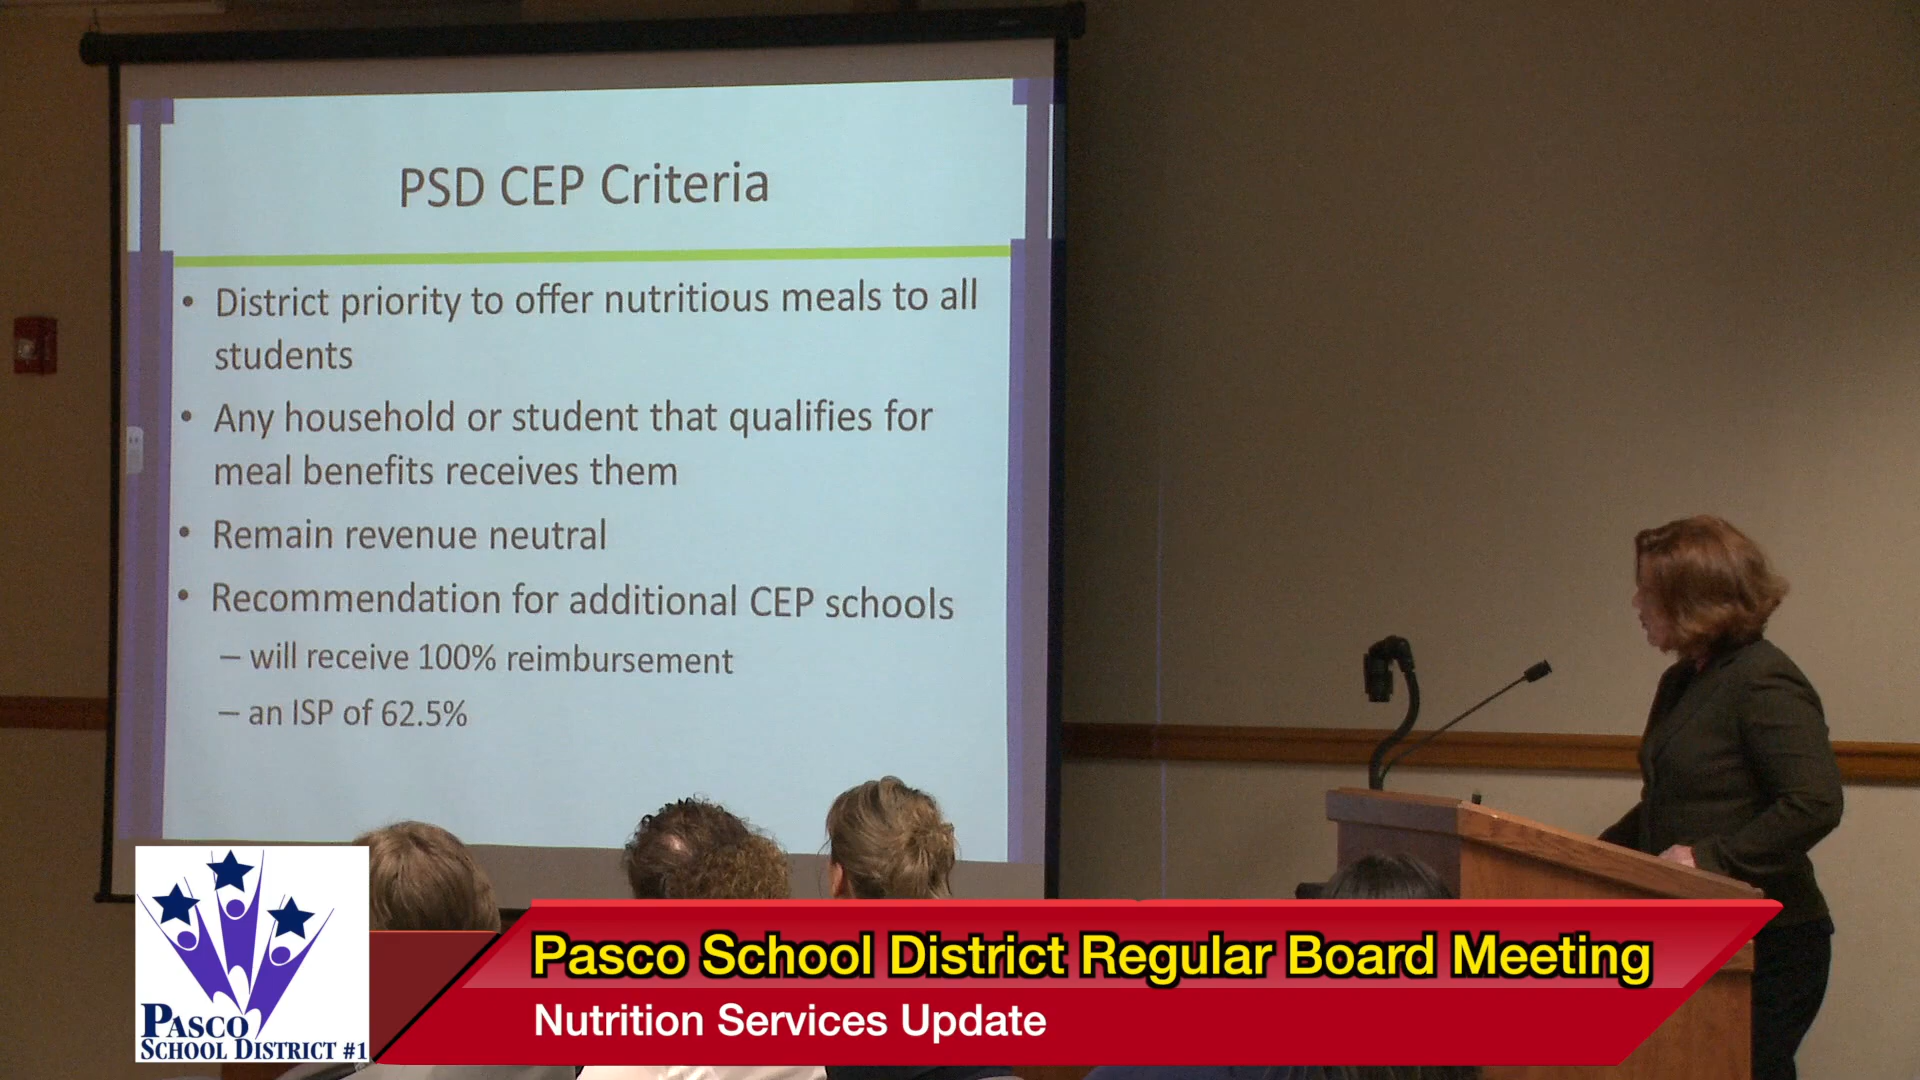 PSD CEP Criteria
• District priority to offer nutritious meals to all
students
• Any household or student that qualifies for
meal benefits receives them
• Remain revenue neutral
• Recommendation for additional CEP schools
– will receive 100% reimbursement
– an ISP of 62.5%
Pasco School District Regular Board Meeting
Nutrition Services Update
PASCO
SCHOOL DISTRICT #1